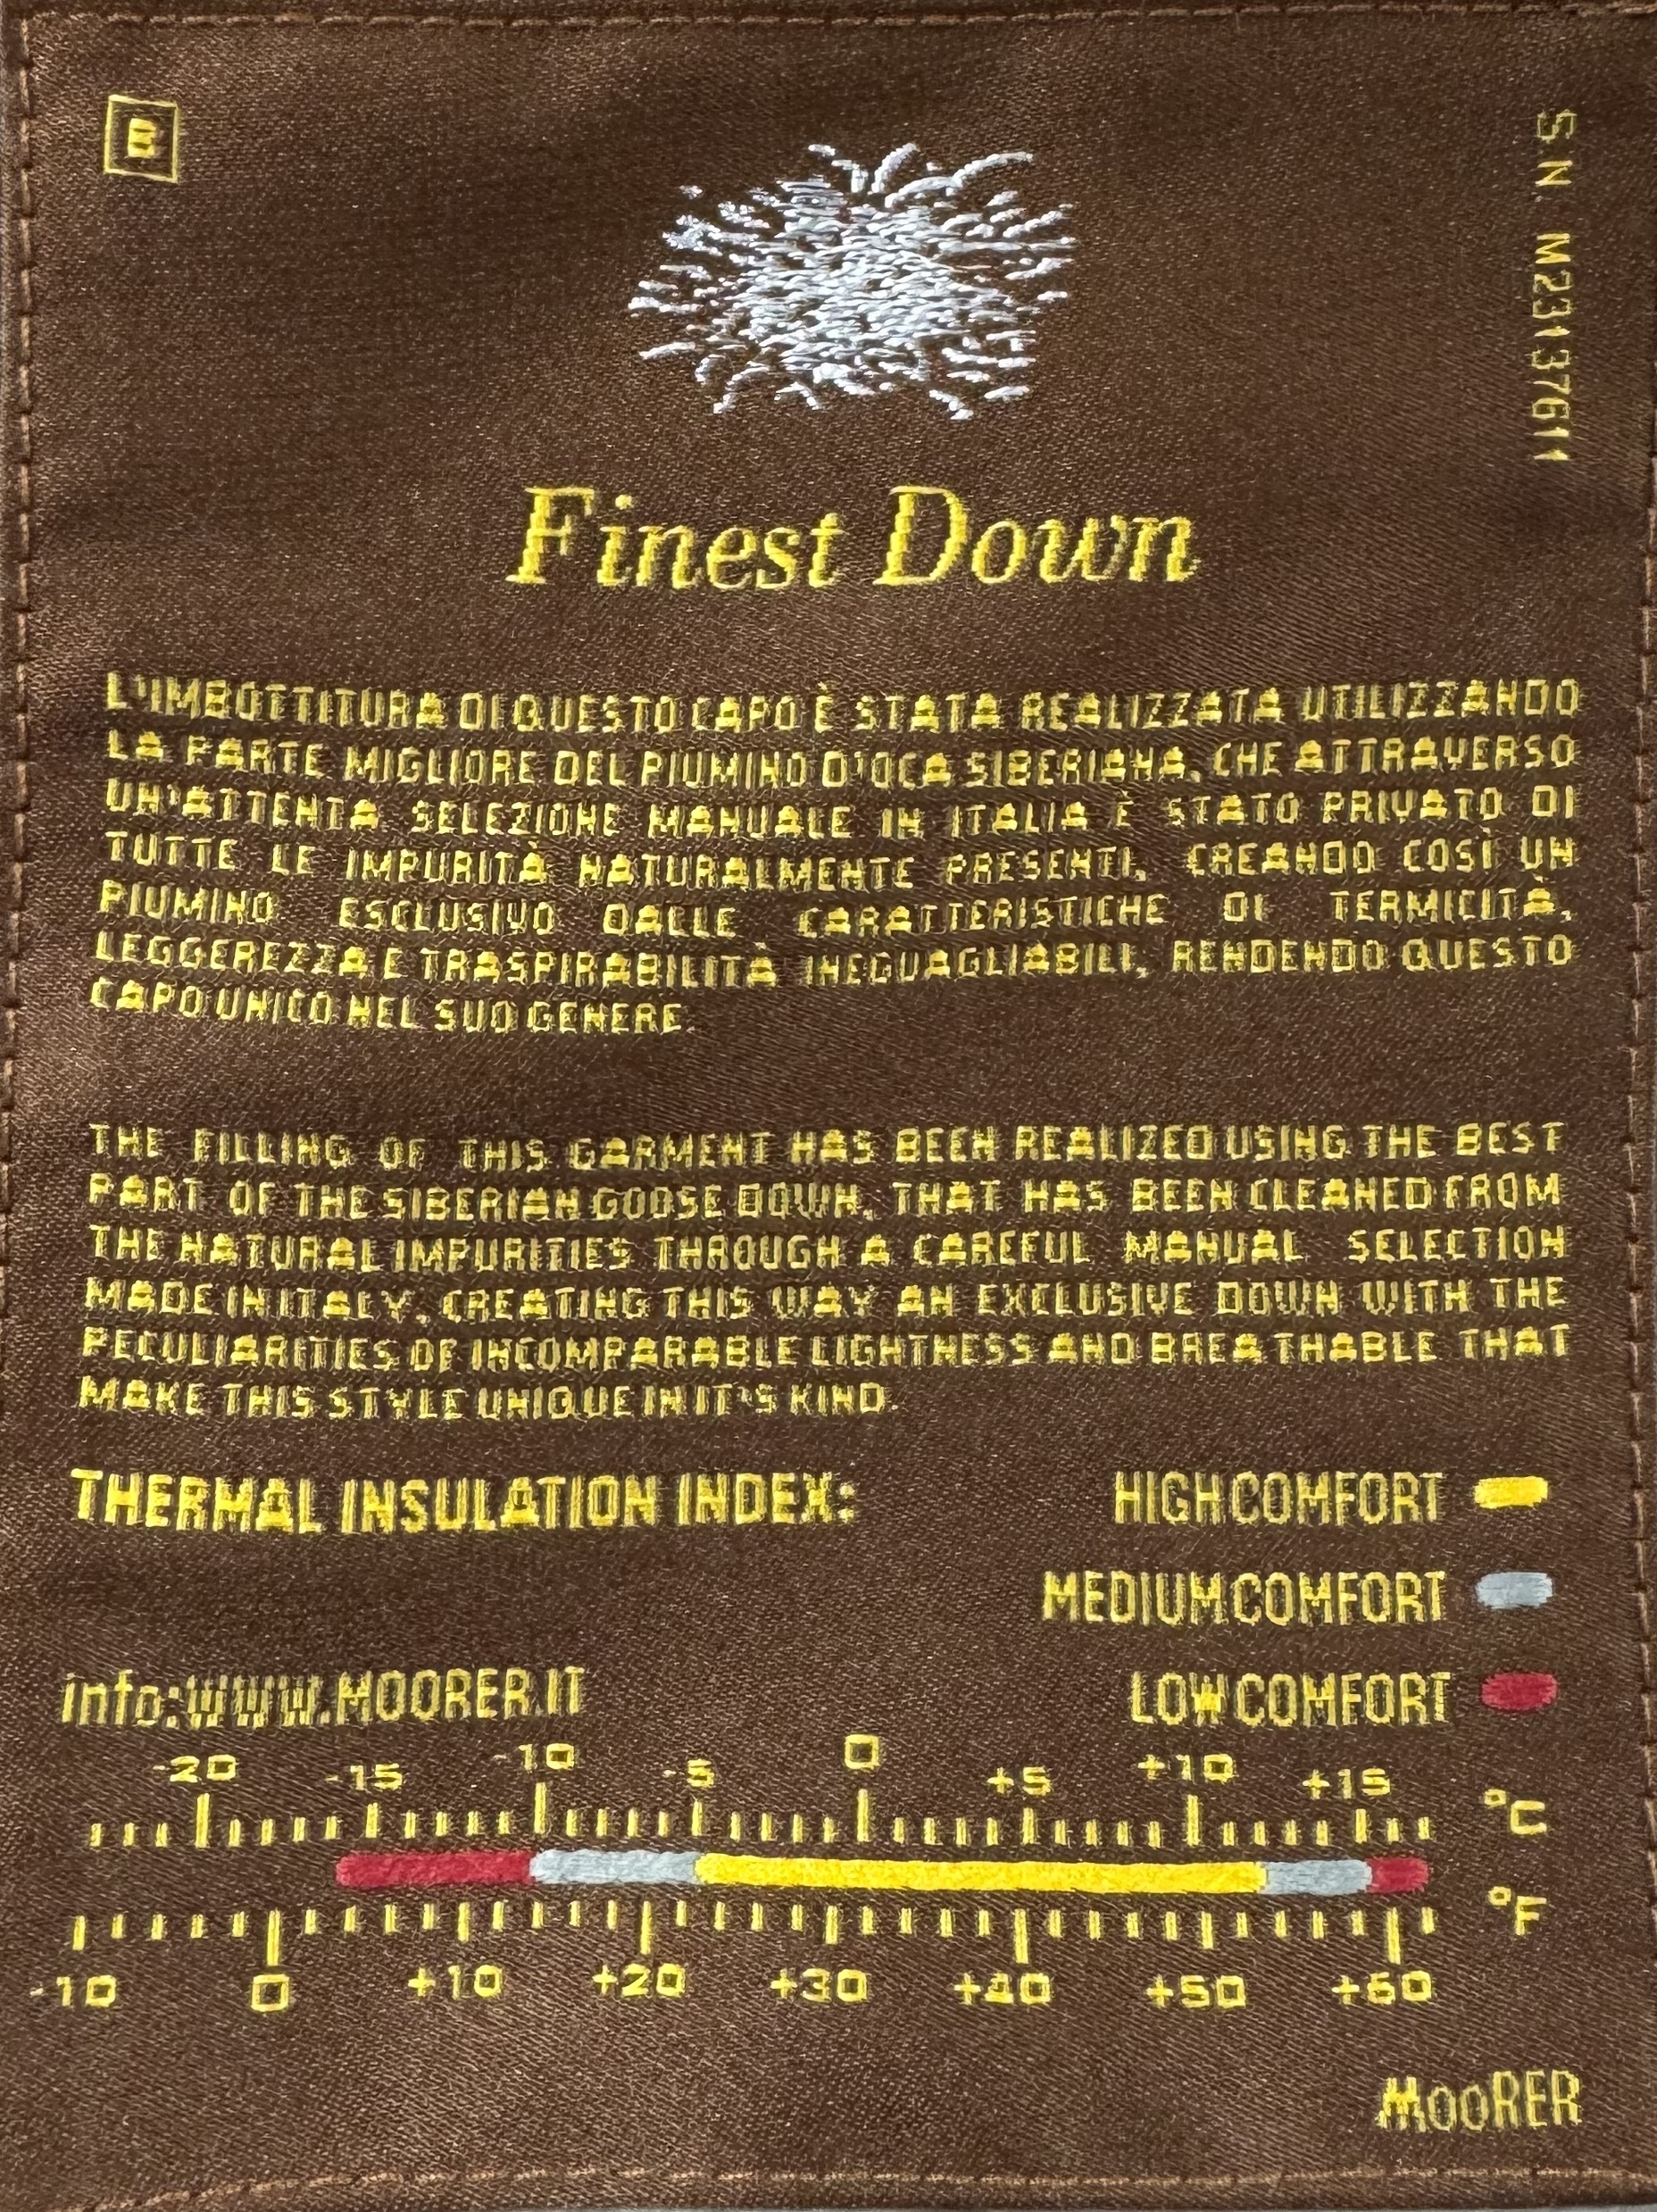 B
S.N. M23137611
Finest Down
L'IMBOTTITURA DI QUESTO CAPO È STATA REALIZZATA UTILIZZANDO
LA PARTE MIGLIORE DEL PIUMINO D'OCA SIBERIANA, CHE ATTRAVERSO
UN'ATTENTA SELEZIONE MANUALE IN ITALIA È STATO PRIVATO DI
TUTTE LE IMPURITÀ NATURALMENTE PRESENTI, CREANDO COSÌ UN
PIUMINO ESCLUSIVO DALLE CARATTERISTICHE DI TERMICITÀ,
LEGGEREZZA E TRASPIRABILITÀ INEGUAGLIABILI, RENDENDO QUESTO
CAPO UNICO NEL SUO GENERE.
THE FILLING OF THIS GARMENT HAS BEEN REALIZED USING THE BEST
PART OF THE SIBERIAN GOOSE DOWN, THAT HAS BEEN CLEANED FROM
THE NATURAL IMPURITIES THROUGH A CAREFUL MANUAL SELECTION
MADE IN ITALY, CREATING THIS WAY AN EXCLUSIVE DOWN WITH THE
PECULIARITIES OF INCOMPARABLE LIGHTNESS AND BREATHABLE THAT
MAKE THIS STYLE UNIQUE IN IT'S KIND.
THERMAL INSULATION INDEX:
HIGH COMFORT
MEDIUM COMFORT
info:WWW.MOORER.IT
LOW COMFORT
-20 -15 -10 -5 0 +5 +10 +15 °C
°F
-10 0 +10 +20 +30 +40 +50 +60
MooRER